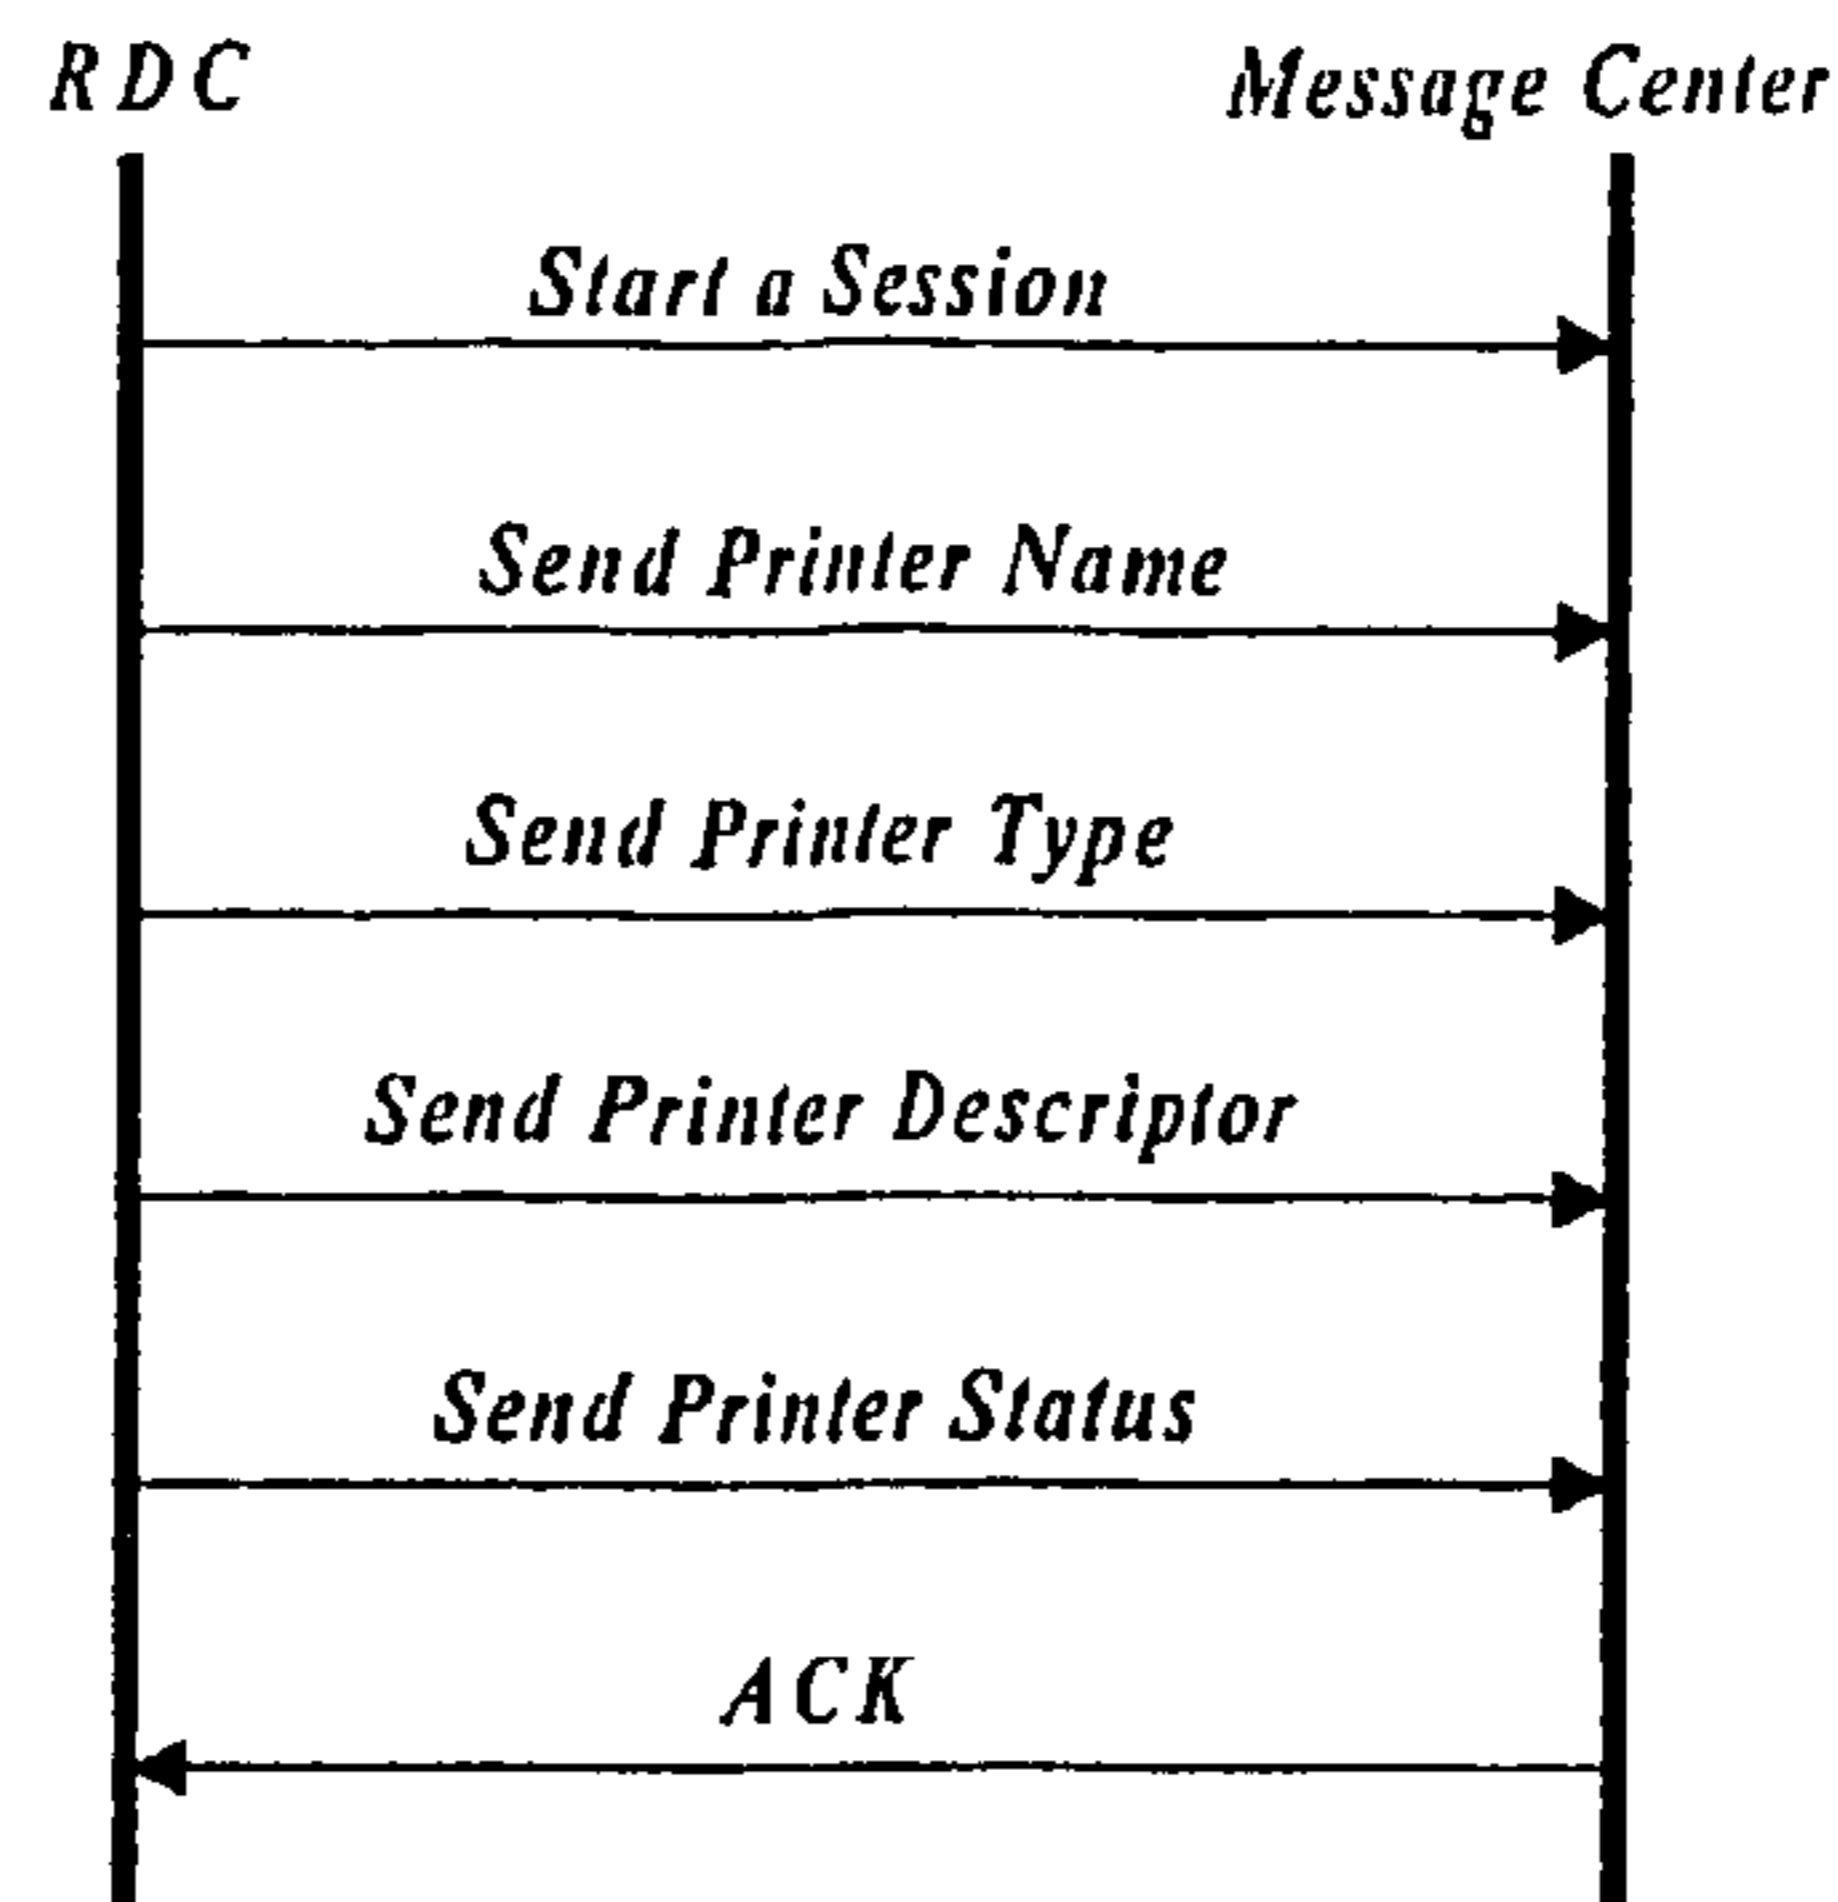 RDC Message Center
Start a Session
Send Printer Name
Send Printer Type
Send Printer Descriptor
Send Printer Status
ACK